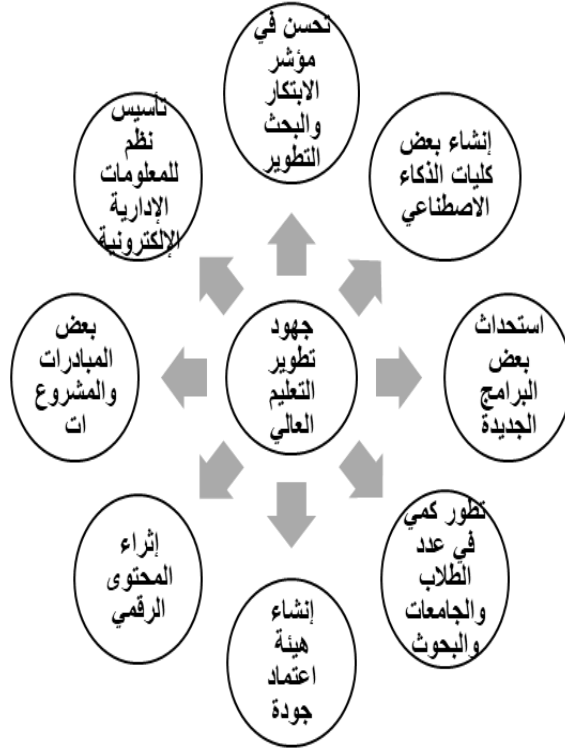 تحسن في
مؤشر
الابتكار
والبحث
التطوير
إنشاء بعض
كليات الذكاء
الاصطناعي
استحداث
بعض
البرامج
الجديدة
تطور كمي
في عدد
الطلاب
والجامعات
والبحوث
إنشاء
هيئة
اعتماد
جودة
إثراء
المحتوى
الرقمي
بعض
المبادرات
والمشروع
ات
تأسيس
نظم
للمعلومات
الإدارية
الإلكترونية
جهود
تطوير
التعليم
العالي